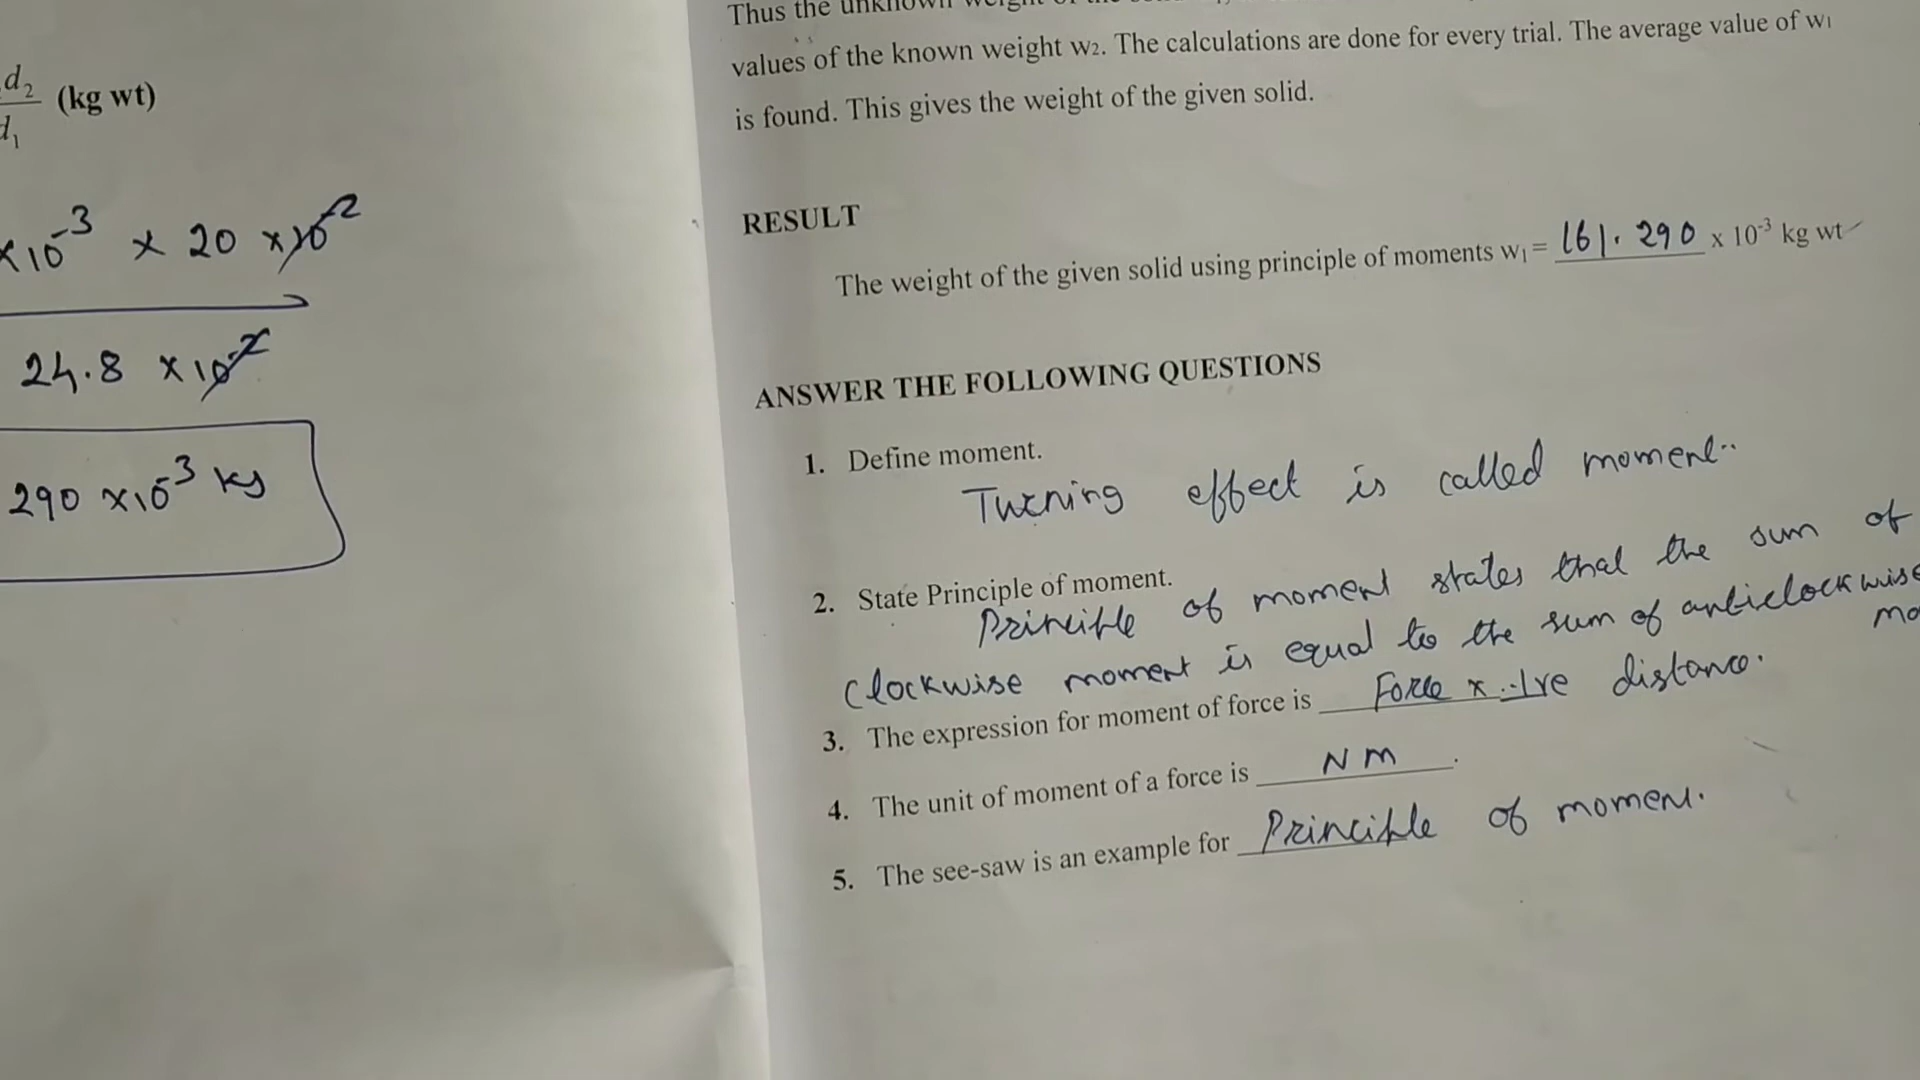 d₂
d₁
(kg wt)
×10⁻³ × 20 ×10⁻²
24.8 ×10⁻²
290 ×10⁻³ kg
Thus the unknown weight of the
values of the known weight w₂. The calculations are done for every trial. The average value of w₁
is found. This gives the weight of the given solid.
RESULT
The weight of the given solid using principle of moments w₁ = 161.290 x 10⁻³ kg wt
ANSWER THE FOLLOWING QUESTIONS
1. Define moment.
Turning effect is called moment..
2. State Principle of moment.
Principle of moment states that the sum of
clockwise moment is equal to the sum of anticlockwise
mo
3. The expression for moment of force is Force x ⊥re distance.
4. The unit of moment of a force is N m .
5. The see-saw is an example for Principle of moment.